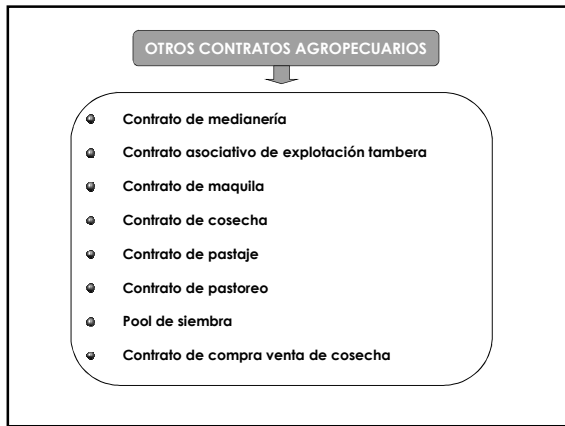 OTROS CONTRATOS AGROPECUARIOS
Contrato de medianería
Contrato asociativo de explotación tambera
Contrato de maquila
Contrato de cosecha
Contrato de pastaje
Contrato de pastoreo
Pool de siembra
Contrato de compra venta de cosecha